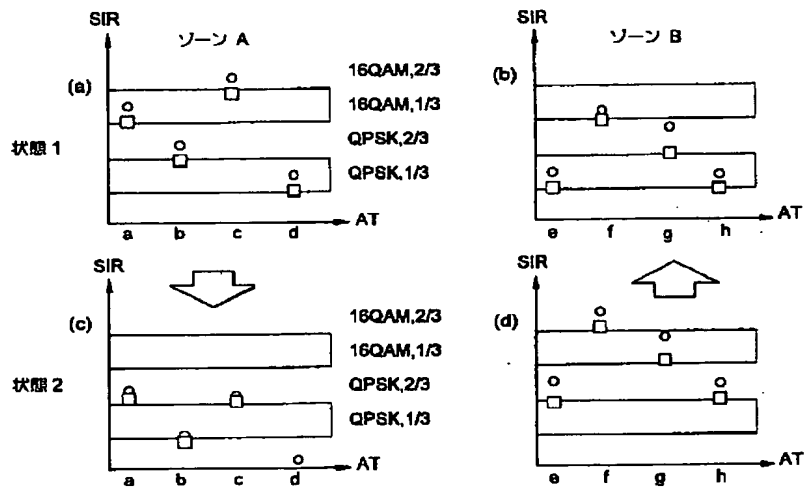 SIR
ゾーン A
SIR
ゾーン B
(a)
16QAM,2/3
16QAM,1/3
QPSK,2/3
QPSK,1/3
(b)
状態 1
AT
a b c d
AT
e f g h
SIR
SIR
(c)
16QAM,2/3
16QAM,1/3
QPSK,2/3
QPSK,1/3
(d)
状態 2
AT
a b c d
AT
e f g h